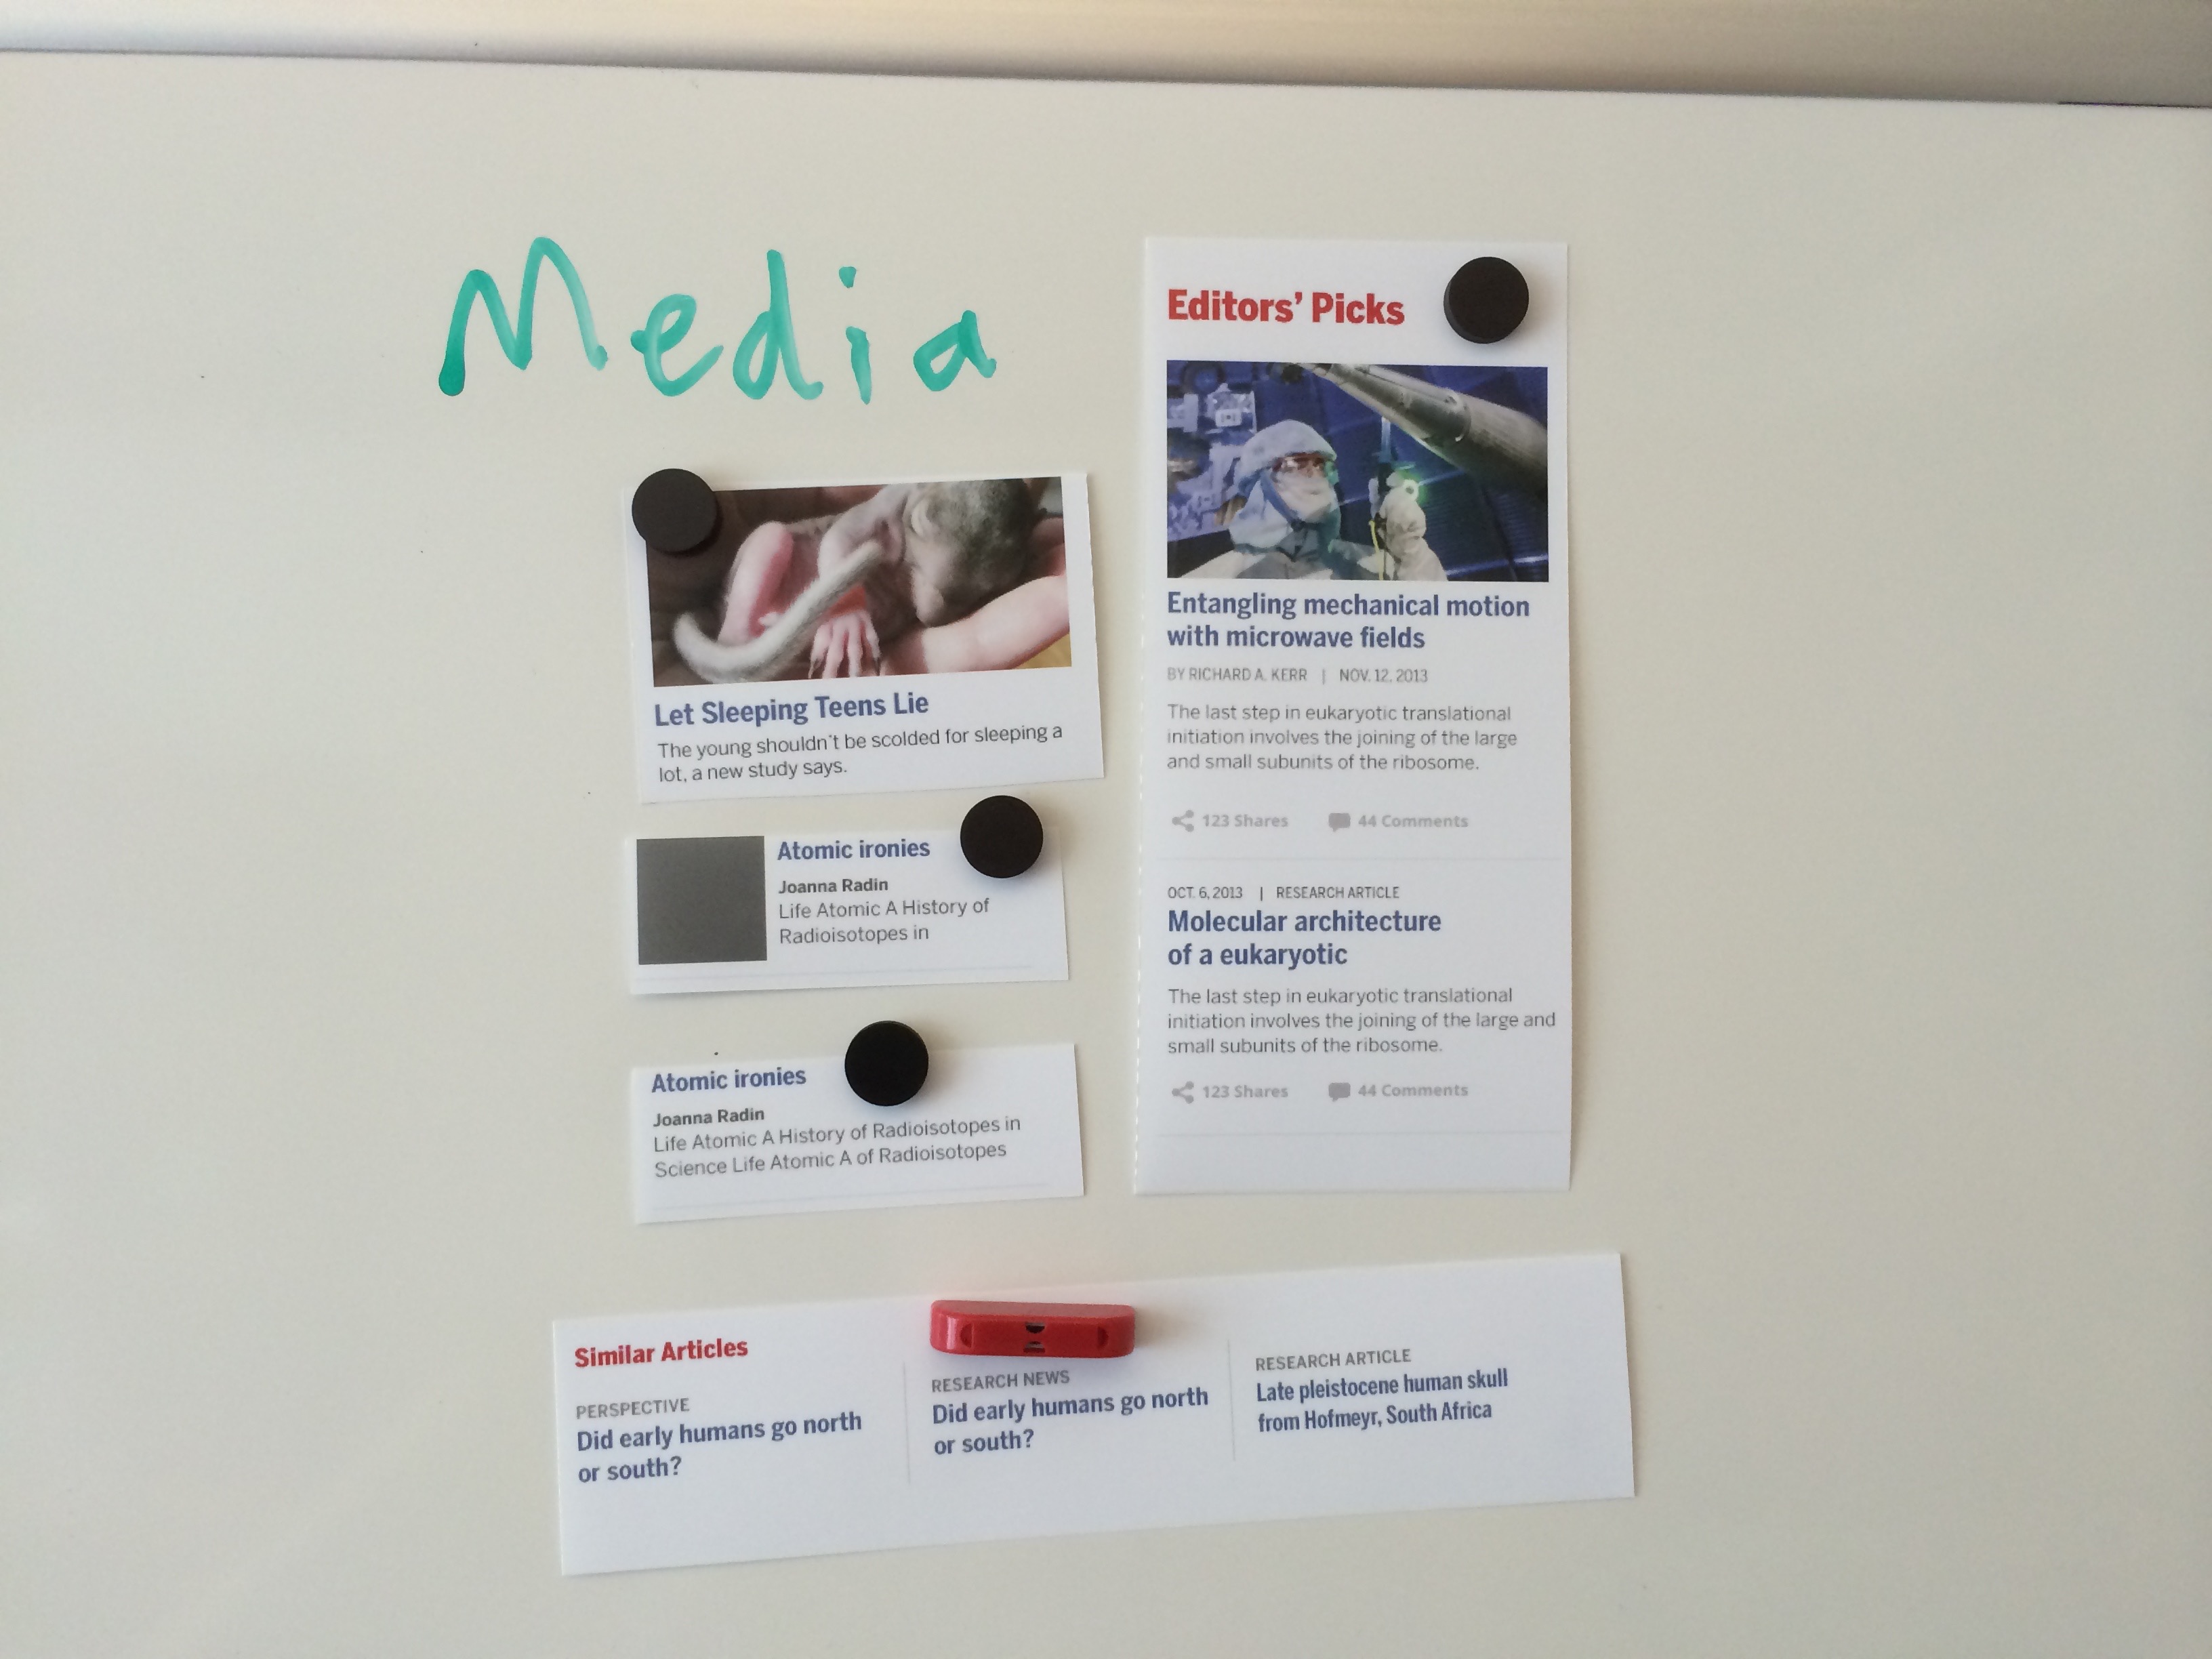 Media
Let Sleeping Teens Lie
The young shouldn't be scolded for sleeping a
lot, a new study says.
Atomic ironies
Joanna Radin
Life Atomic A History of
Radioisotopes in
Atomic ironies
Joanna Radin
Life Atomic A History of Radioisotopes in
Science Life Atomic A of Radioisotopes
Editors' Picks
Entangling mechanical motion
with microwave fields
BY RICHARD A. KERR | NOV. 12, 2013
The last step in eukaryotic translational
initiation involves the joining of the large
and small subunits of the ribosome.
123 Shares 44 Comments
OCT. 6, 2013 | RESEARCH ARTICLE
Molecular architecture
of a eukaryotic
The last step in eukaryotic translational
initiation involves the joining of the large and
small subunits of the ribosome.
123 Shares 44 Comments
Similar Articles
PERSPECTIVE
Did early humans go north
or south?
RESEARCH NEWS
Did early humans go north
or south?
RESEARCH ARTICLE
Late pleistocene human skull
from Hofmeyr, South Africa